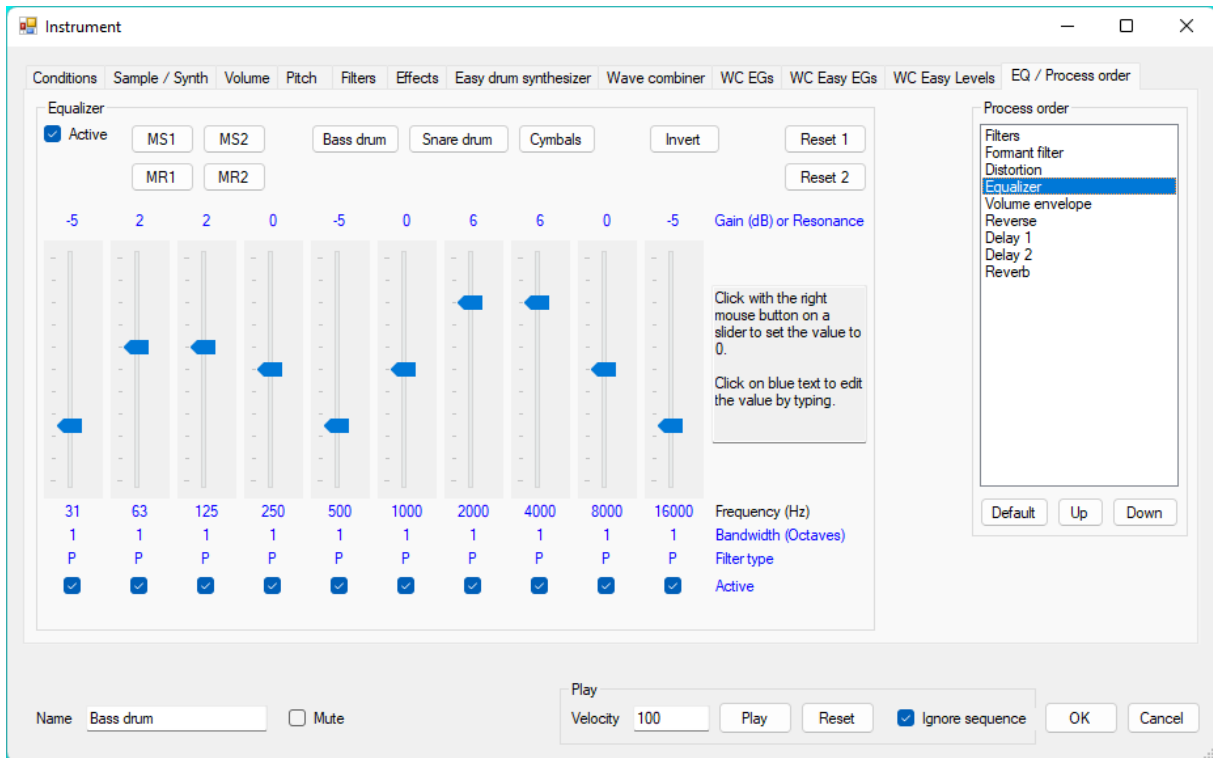 Instrument
Conditions Sample / Synth Volume Pitch Filters Effects Easy drum synthesizer Wave combiner WC EGs WC Easy EGs WC Easy Levels EQ / Process order
Equalizer
Active MS1 MS2 Bass drum Snare drum Cymbals Invert Reset 1
MR1 MR2 Reset 2
-5 2 2 0 -5 0 6 6 0 -5 Gain (dB) or Resonance
Click with the right
mouse button on a
slider to set the value to
0.
Click on blue text to edit
the value by typing.
31 63 125 250 500 1000 2000 4000 8000 16000 Frequency (Hz)
1 1 1 1 1 1 1 1 1 1 Bandwidth (Octaves)
P P P P P P P P P P Filter type
Active
Process order
Filters
Formant filter
Distortion
Equalizer
Volume envelope
Reverse
Delay 1
Delay 2
Reverb
Default Up Down
Name Bass drum Mute
Play
Velocity 100 Play Reset Ignore sequence OK Cancel